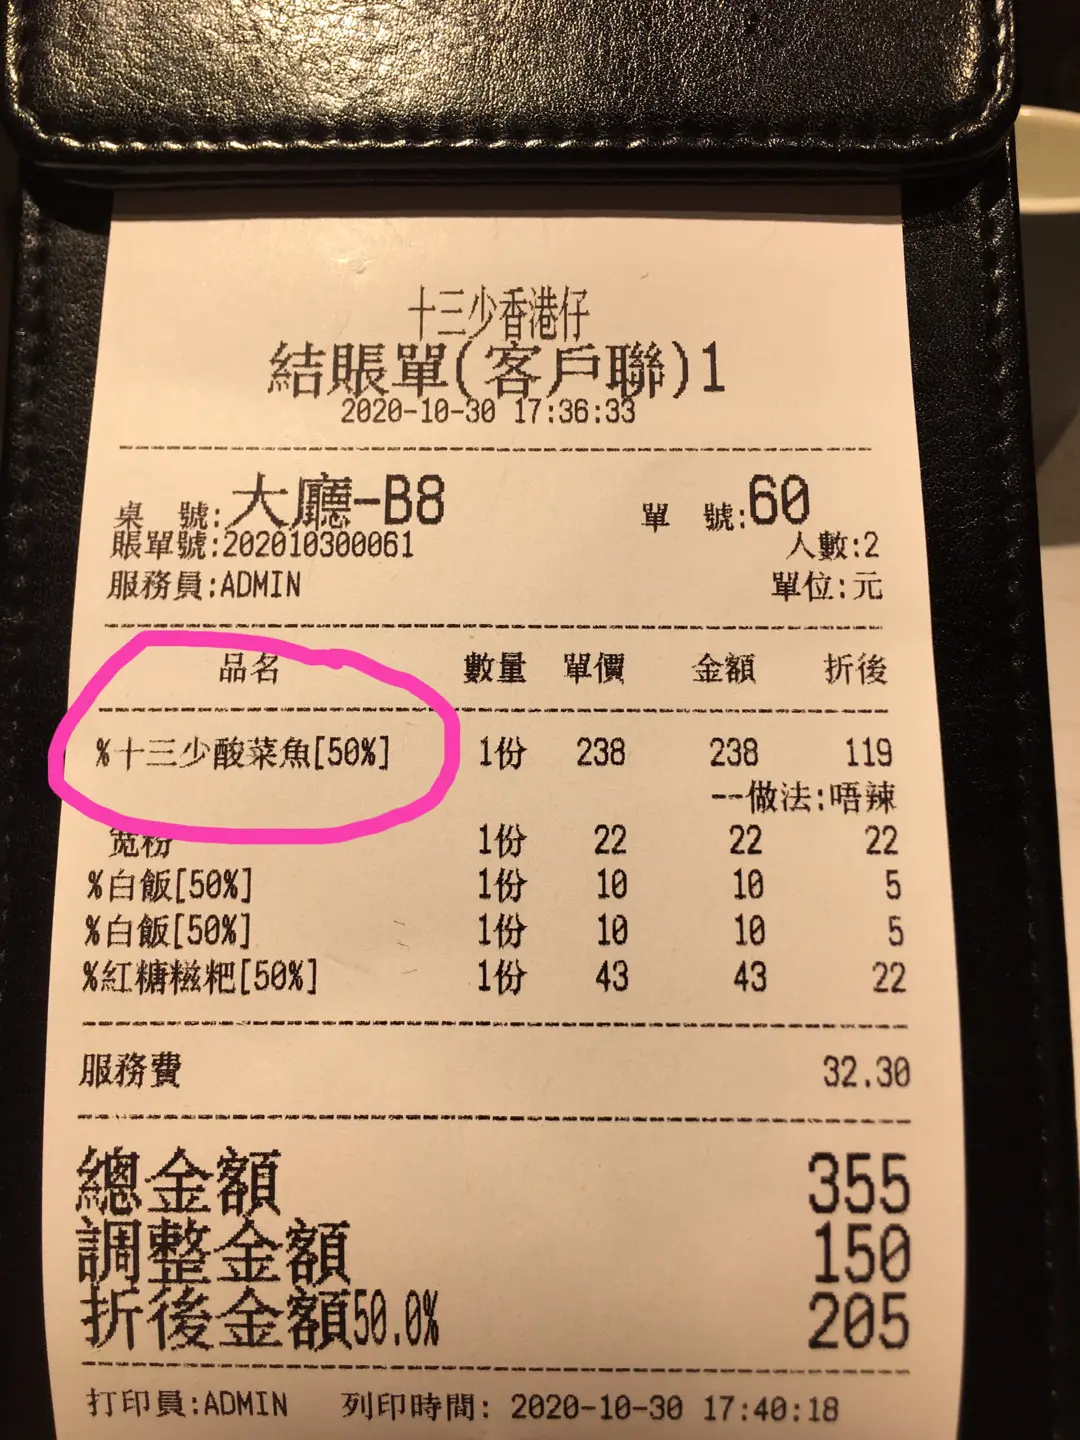 十三少香港仔
結賬單(客戶聯)1
2020-10-30 17:36:33
桌 號:大廳-B8 單 號:60
賬單號:202010300061 人數:2
服務員:ADMIN 單位:元
品名 數量 單價 金額 折後
%十三少酸菜魚[50%] 1份 238 238 119
--做法:唔辣
宽粉 1份 22 22 22
%白飯[50%] 1份 10 10 5
%白飯[50%] 1份 10 10 5
%紅糖糍粑[50%] 1份 43 43 22
服務費 32.30
總金額 355
調整金額 150
折後金額50.0% 205
打印員:ADMIN 列印時間: 2020-10-30 17:40:18